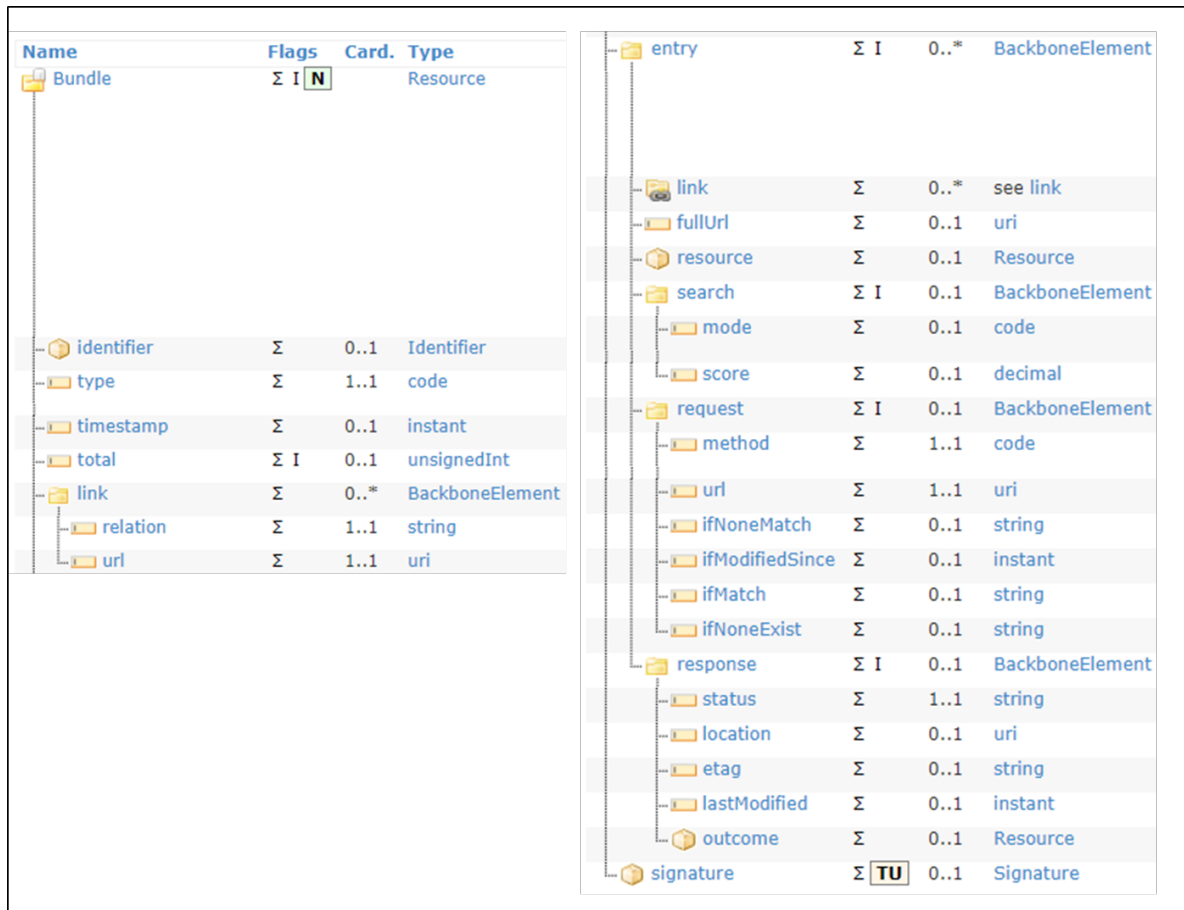 Name Flags Card. Type
Bundle Σ I N Resource
identifier Σ 0..1 Identifier
type Σ 1..1 code
timestamp Σ 0..1 instant
total Σ I 0..1 unsignedInt
link Σ 0..* BackboneElement
relation Σ 1..1 string
url Σ 1..1 uri
entry Σ I 0..* BackboneElement
link Σ 0..* see link
fullUrl Σ 0..1 uri
resource Σ 0..1 Resource
search Σ I 0..1 BackboneElement
mode Σ 0..1 code
score Σ 0..1 decimal
request Σ I 0..1 BackboneElement
method Σ 1..1 code
url Σ 1..1 uri
ifNoneMatch Σ 0..1 string
ifModifiedSince Σ 0..1 instant
ifMatch Σ 0..1 string
ifNoneExist Σ 0..1 string
response Σ I 0..1 BackboneElement
status Σ 1..1 string
location Σ 0..1 uri
etag Σ 0..1 string
lastModified Σ 0..1 instant
outcome Σ 0..1 Resource
signature Σ TU 0..1 Signature